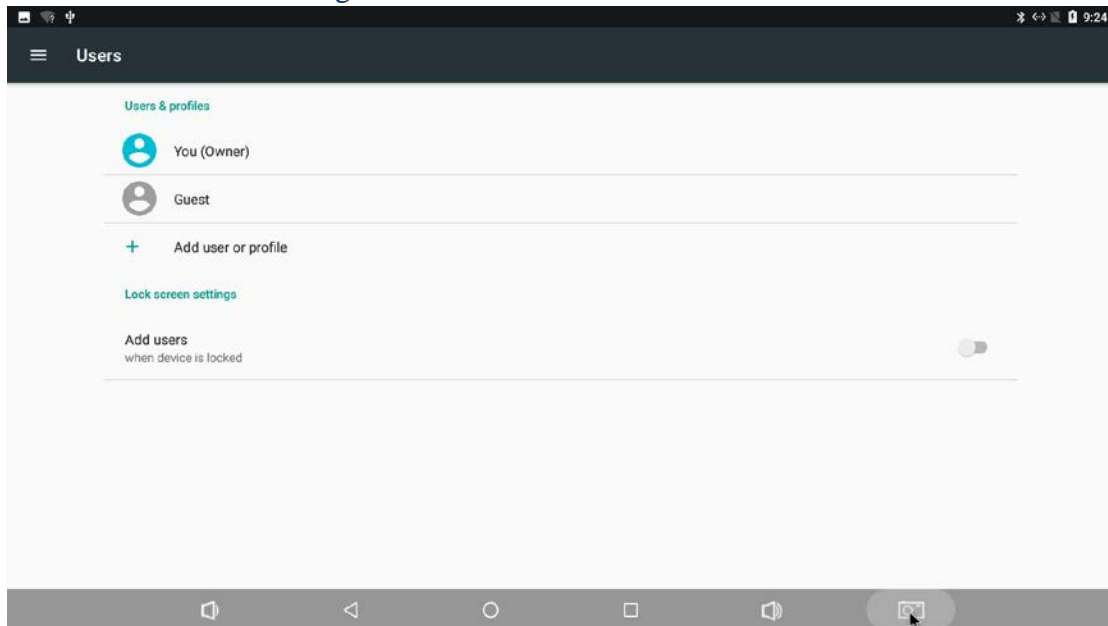 9:24
Users
Users & profiles
You (Owner)
Guest
Add user or profile
Lock screen settings
Add users
when device is locked